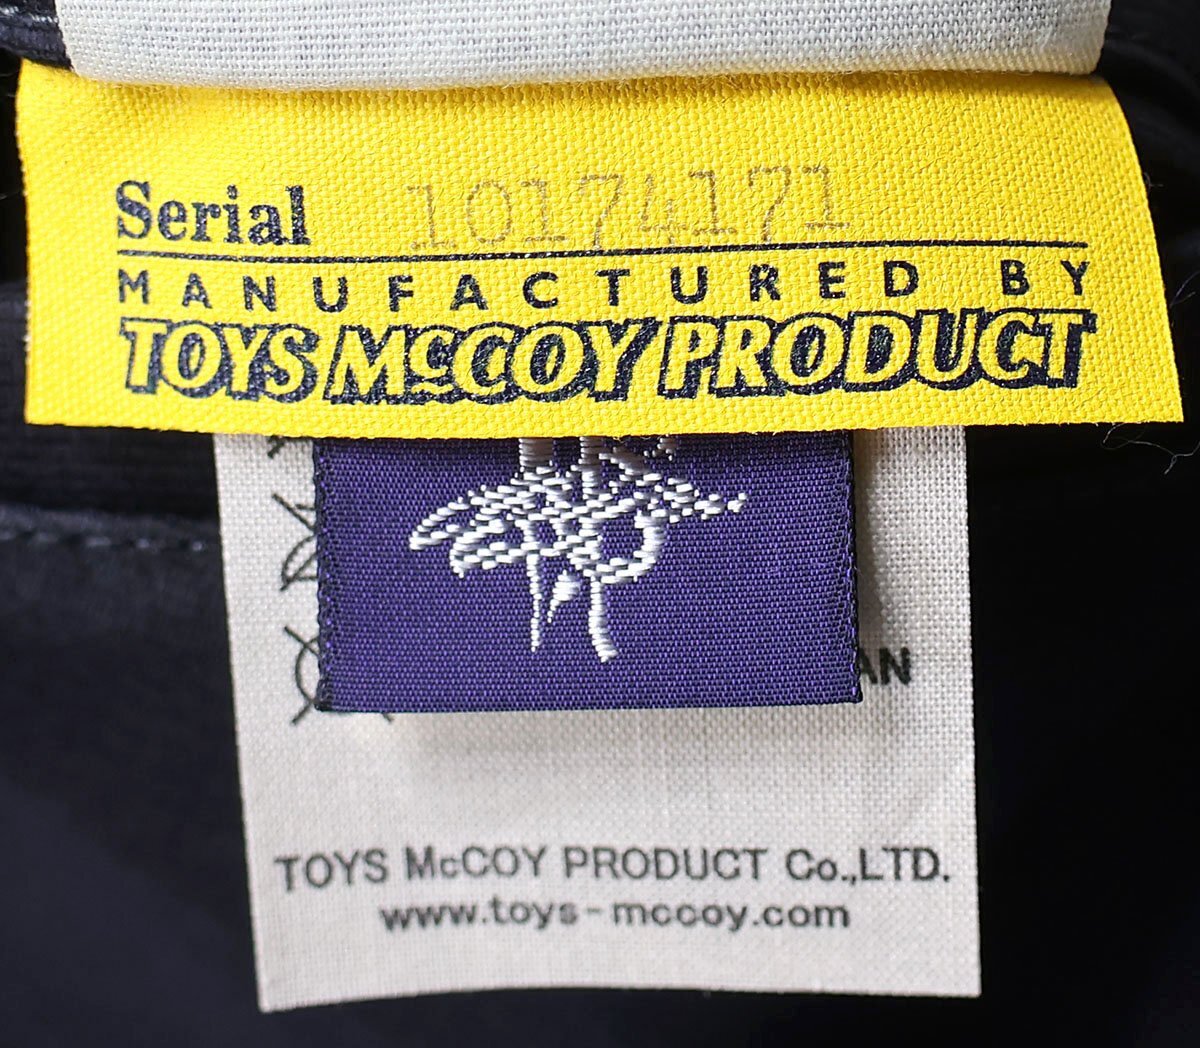 Serial 10174171
MANUFACTURED BY
TOYS McCOY PRODUCT
AN
TOYS McCOY PRODUCT Co.,LTD.
www.toys-mccoy.com